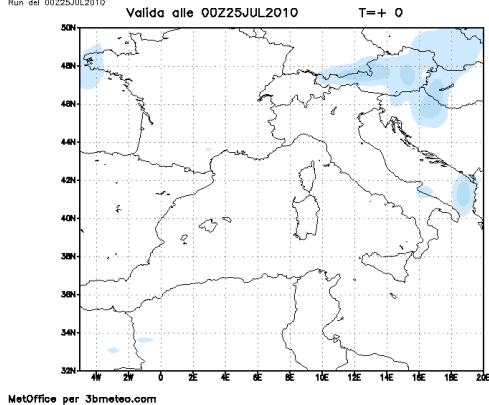 Run del 00Z25JUL2010
Valida alle 00Z25JUL2010 T=+ 0
50N
48N
46N
44N
42N
40N
38N
36N
34N
32N
4W 2W 0 2E 4E 6E 8E 10E 12E 14E 16E 18E 20E
MetOffice per 3bmeteo.com